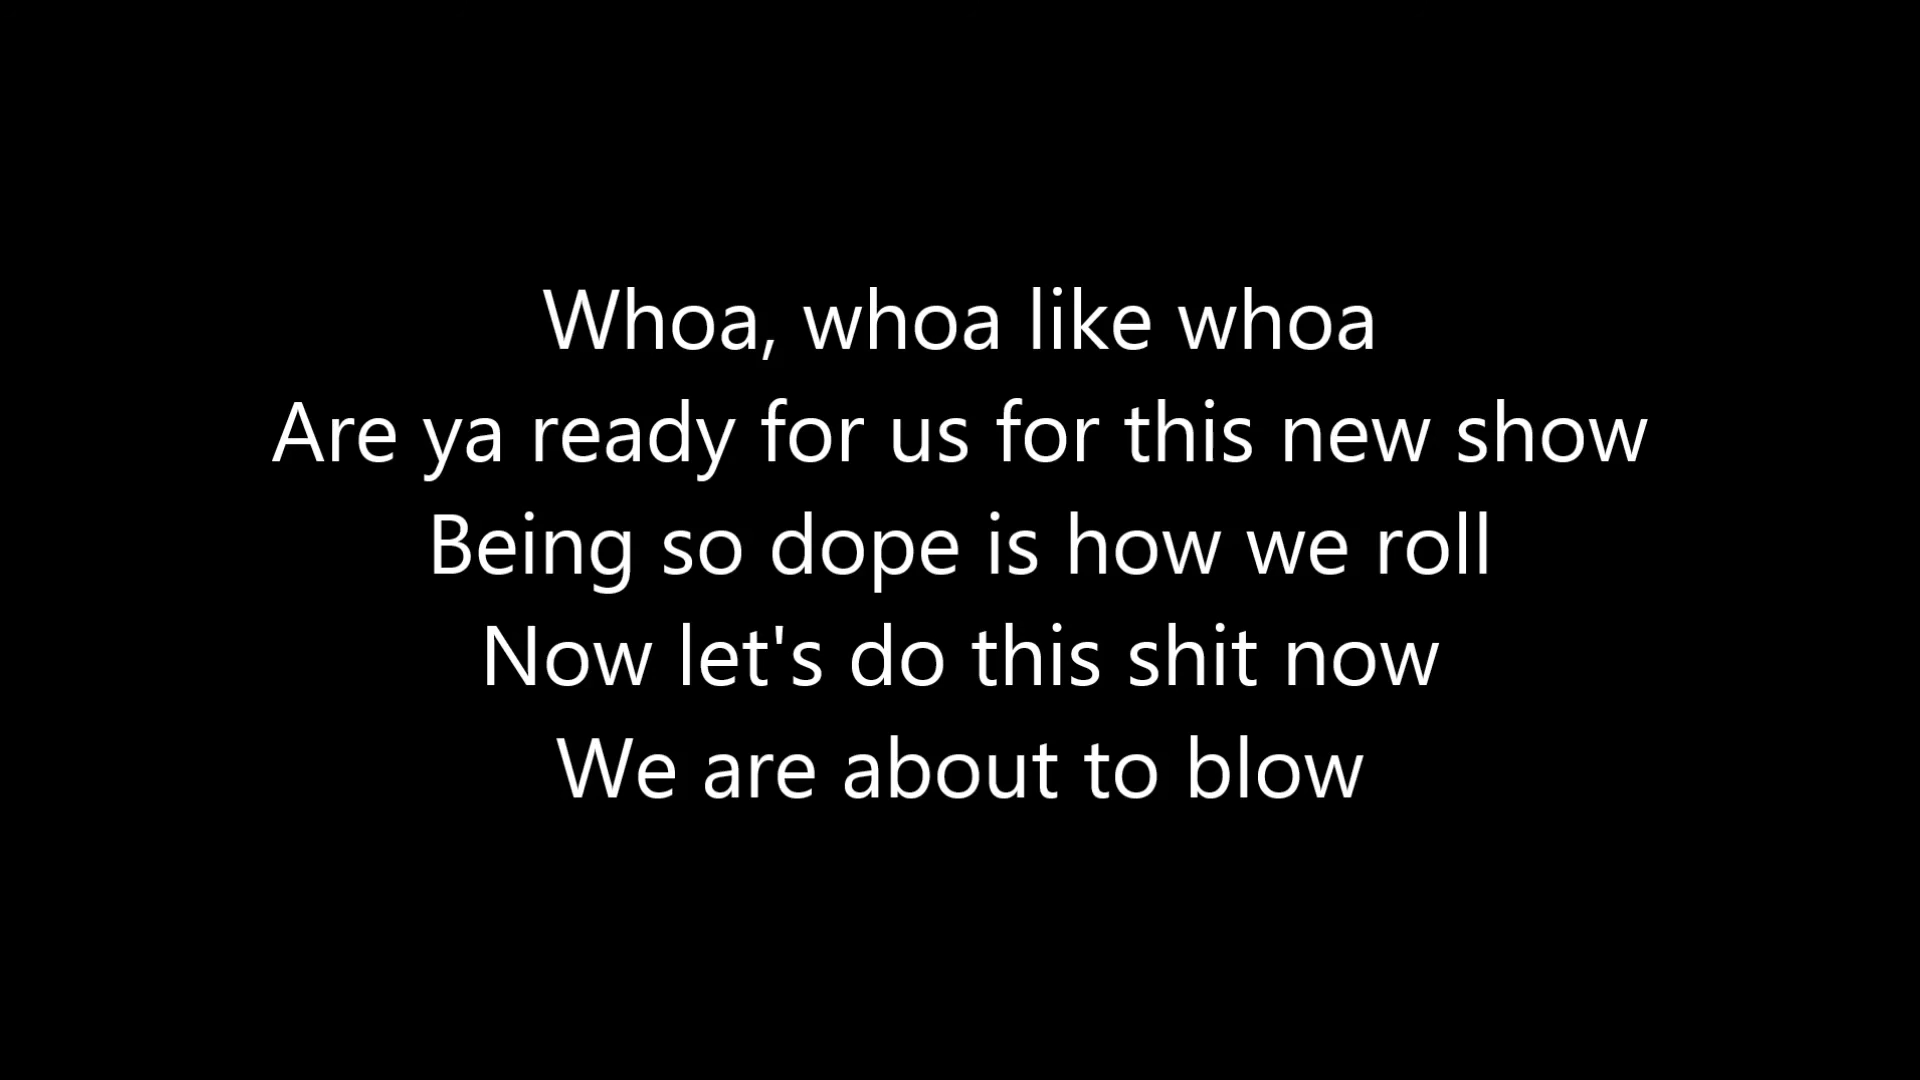 Whoa, whoa like whoa
Are ya ready for us for this new show
Being so dope is how we roll
Now let's do this shit now
We are about to blow